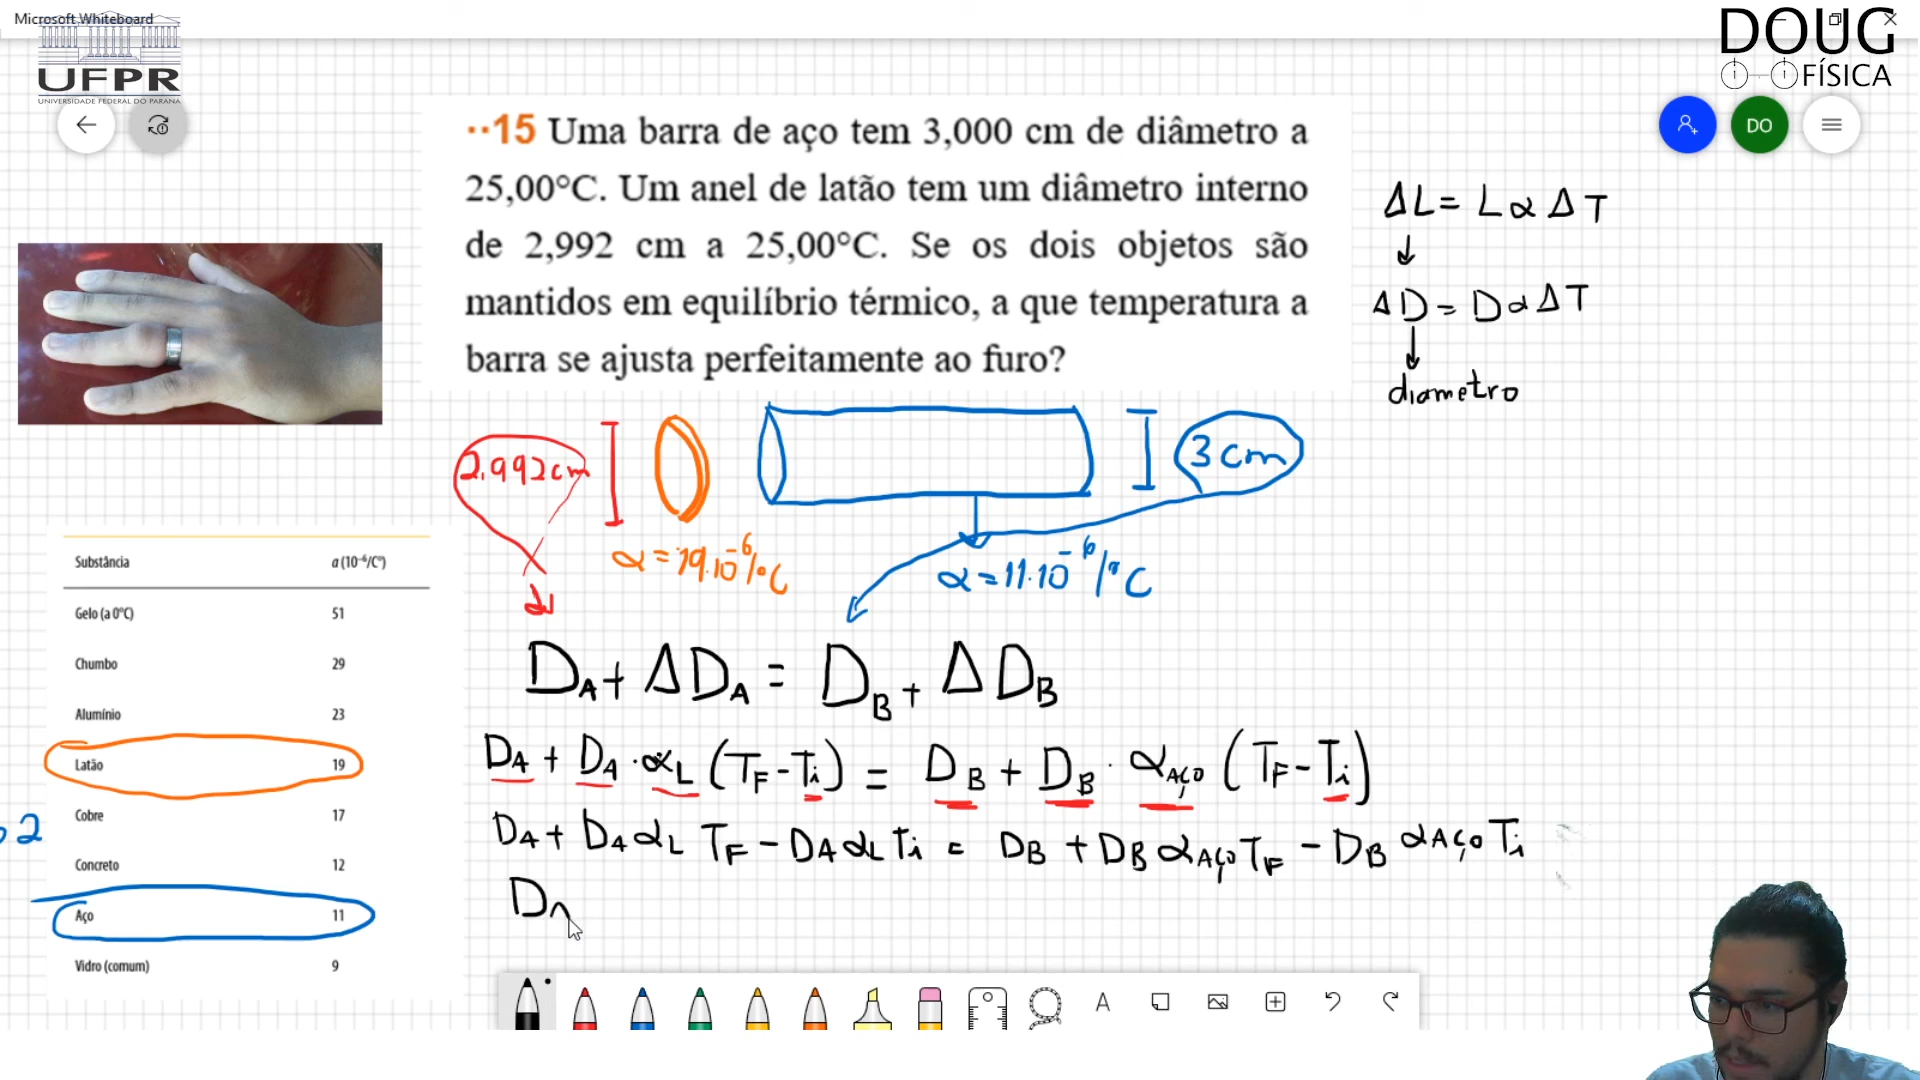 Microsoft Whiteboard
UFPR
UNIVERSIDADE FEDERAL DO PARANÁ
DOUG
FÍSICA
DO
··15 Uma barra de aço tem 3,000 cm de diâmetro a
25,00°C. Um anel de latão tem um diâmetro interno
de 2,992 cm a 25,00°C. Se os dois objetos são
mantidos em equilíbrio térmico, a que temperatura a
barra se ajusta perfeitamente ao furo?
ΔL = LαΔT
↓
ΔD = DαΔT
↓
diametro
2,992cm
3cm
α = 19·10⁻⁶/°C
α = 11·10⁻⁶/°C
Substância α (10⁻⁶/C°)
Gelo (a 0°C) 51
Chumbo 29
Alumínio 23
Latão 19
Cobre 17
Concreto 12
Aço 11
Vidro (comum) 9
2
D_A + ΔD_A = D_B + ΔD_B
D_A + D_A · α_L (T_F - T_i) = D_B + D_B · α_AÇO (T_F - T_i)
D_A + D_A α_L T_F - D_A α_L T_i = D_B + D_B α_AÇO T_F - D_B α_AÇO T_i
D
A